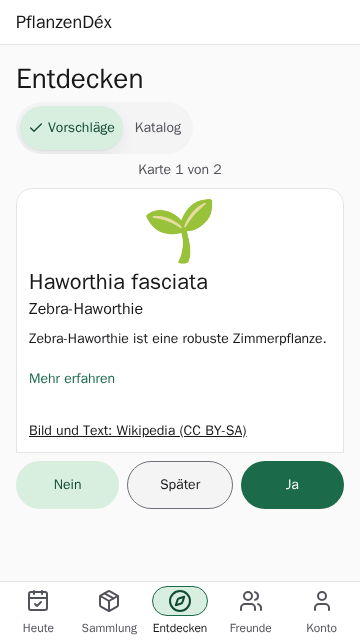 PflanzenDéx
Entdecken
Vorschläge
Katalog
Karte 1 von 2
Haworthia fasciata
Zebra-Haworthie
Zebra-Haworthie ist eine robuste Zimmerpflanze.
Mehr erfahren
Bild und Text: Wikipedia (CC BY-SA)
Nein
Später
Ja
Heute
Sammlung
Entdecken
Freunde
Konto